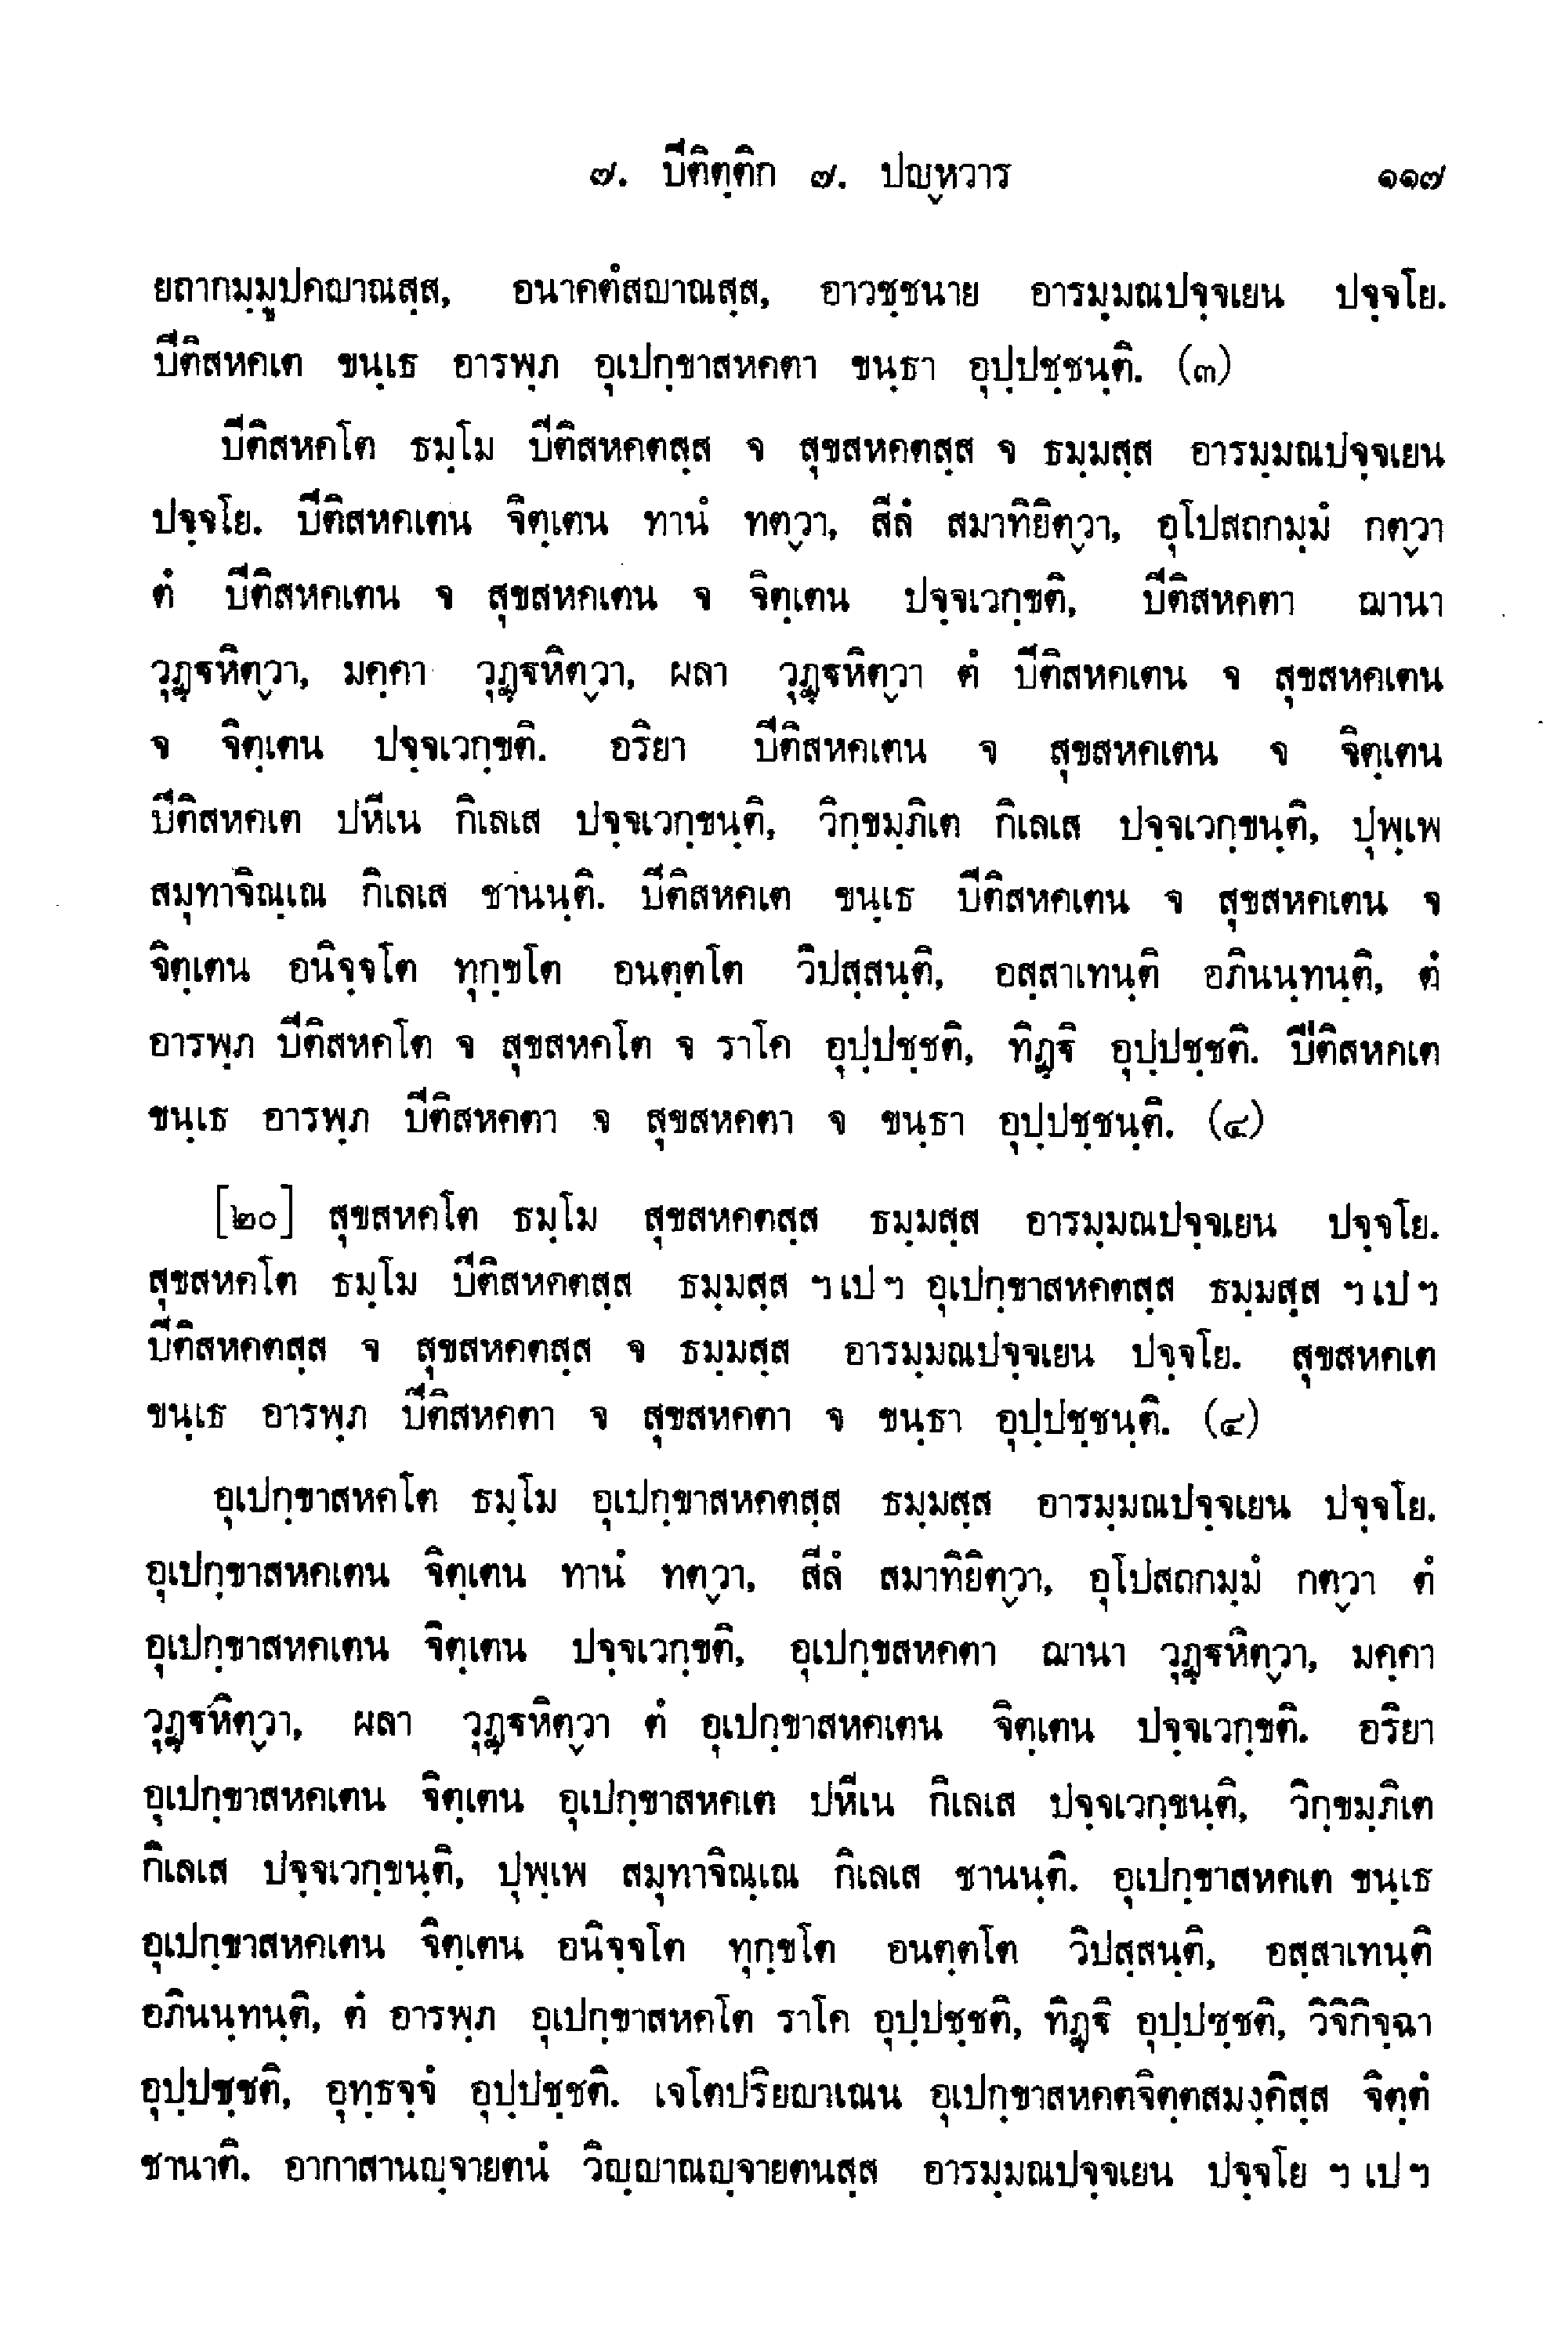 ๗. ปีติตฺติก ๗. ปญฺหวาร ๑๑๗
ยถากมฺมูปคญาณสฺส, อนาคตํสญาณสฺส, อาวชฺชนาย อารมฺมณปจฺจเยน ปจฺจโย.
ปีติสหคเต ขนฺเธ อารพฺภ อุเปกฺขาสหคตา ขนฺธา อุปฺปชฺชนฺติ. (๓)
ปีติสหคโต ธมฺโม ปีติสหคตสฺส จ สุขสหคตสฺส จ ธมฺมสฺส อารมฺมณปจฺจเยน
ปจฺจโย. ปีติสหคเตน จิตฺเตน ทานํ ทตฺวา, สีลํ สมาทิยิตฺวา, อุโปสถกมฺมํ กตฺวา
ตํ ปีติสหคเตน จ สุขสหคเตน จ จิตฺเตน ปจฺจเวกฺขติ, ปีติสหคตา ฌานา
วุฏฺฐหิตฺวา, มคฺคา วุฏฺฐหิตฺวา, ผลา วุฏฺฐหิตฺวา ตํ ปีติสหคเตน จ สุขสหคเตน
จ จิตฺเตน ปจฺจเวกฺขติ. อริยา ปีติสหคเตน จ สุขสหคเตน จ จิตฺเตน
ปีติสหคเต ปหีเน กิเลเส ปจฺจเวกฺขนฺติ, วิกฺขมฺภิเต กิเลเส ปจฺจเวกฺขนฺติ, ปุพฺเพ
สมุทาจิณฺเณ กิเลเส ชานนฺติ. ปีติสหคเต ขนฺเธ ปีติสหคเตน จ สุขสหคเตน จ
จิตฺเตน อนิจฺจโต ทุกฺขโต อนตฺตโต วิปสฺสนฺติ, อสฺสาเทนฺติ อภินนฺทนฺติ, ตํ
อารพฺภ ปีติสหคโต จ สุขสหคโต จ ราโค อุปฺปชฺชติ, ทิฏฺฐิ อุปฺปชฺชติ. ปีติสหคเต
ขนฺเธ อารพฺภ ปีติสหคตา จ สุขสหคตา จ ขนฺธา อุปฺปชฺชนฺติ. (๔)
[๒๐] สุขสหคโต ธมฺโม สุขสหคตสฺส ธมฺมสฺส อารมฺมณปจฺจเยน ปจฺจโย.
สุขสหคโต ธมฺโม ปีติสหคตสฺส ธมฺมสฺส ฯ เป ฯ อุเปกฺขาสหคตสฺส ธมฺมสฺส ฯ เป ฯ
ปีติสหคตสฺส จ สุขสหคตสฺส จ ธมฺมสฺส อารมฺมณปจฺจเยน ปจฺจโย. สุขสหคเต
ขนฺเธ อารพฺภ ปีติสหคตา จ สุขสหคตา จ ขนฺธา อุปฺปชฺชนฺติ. (๔)
อุเปกฺขาสหคโต ธมฺโม อุเปกฺขาสหคตสฺส ธมฺมสฺส อารมฺมณปจฺจเยน ปจฺจโย.
อุเปกฺขาสหคเตน จิตฺเตน ทานํ ทตฺวา, สีลํ สมาทิยิตฺวา, อุโปสถกมฺมํ กตฺวา ตํ
อุเปกฺขาสหคเตน จิตฺเตน ปจฺจเวกฺขติ, อุเปกฺขสหคตา ฌานา วุฏฺฐหิตฺวา, มคฺคา
วุฏฺฐหิตฺวา, ผลา วุฏฺฐหิตฺวา ตํ อุเปกฺขาสหคเตน จิตฺเตน ปจฺจเวกฺขติ. อริยา
อุเปกฺขาสหคเตน จิตฺเตน อุเปกฺขาสหคเต ปหีเน กิเลเส ปจฺจเวกฺขนฺติ, วิกฺขมฺภิเต
กิเลเส ปจฺจเวกฺขนฺติ, ปุพฺเพ สมุทาจิณฺเณ กิเลเส ชานนฺติ. อุเปกฺขาสหคเต ขนฺเธ
อุเปกฺขาสหคเตน จิตฺเตน อนิจฺจโต ทุกฺขโต อนตฺตโต วิปสฺสนฺติ, อสฺสาเทนฺติ
อภินนฺทนฺติ, ตํ อารพฺภ อุเปกฺขาสหคโต ราโค อุปฺปชฺชติ, ทิฏฺฐิ อุปฺปชฺชติ, วิจิกิจฺฉา
อุปฺปชฺชติ, อุทฺธจฺจํ อุปฺปชฺชติ. เจโตปริยญาเณน อุเปกฺขาสหคตจิตฺตสมงฺคิสฺส จิตฺตํ
ชานาติ. อากาสานญฺจายตนํ วิญฺญาณญฺจายตนสฺส อารมฺมณปจฺจเยน ปจฺจโย ฯ เป ฯ